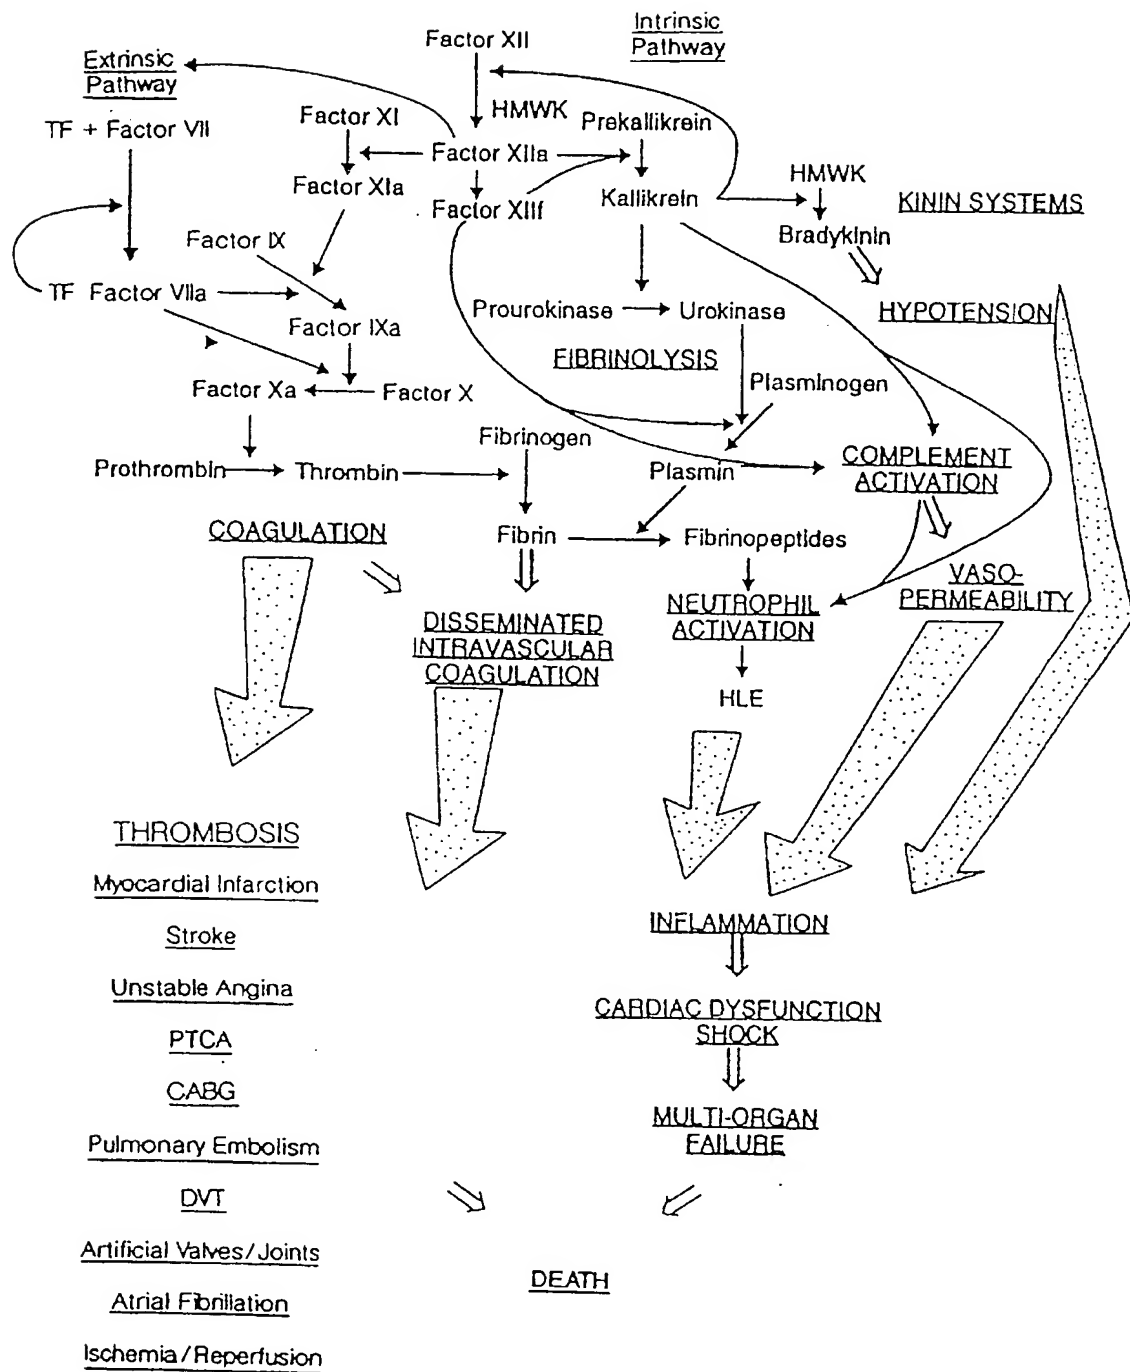 Intrinsic
Pathway
Factor XII
Extrinsic
Pathway
HMWK
Factor XI
Prekallikrein
TF + Factor VII
Factor XIIa
HMWK
Factor XIa
Factor XIIf
Kallikrein
KININ SYSTEMS
Bradykinin
Factor IX
TF Factor VIIa
Prourokinase
Urokinase
HYPOTENSION
Factor IXa
FIBRINOLYSIS
Plasminogen
Factor Xa
Factor X
Fibrinogen
Prothrombin
Thrombin
Plasmin
COMPLEMENT
ACTIVATION
COAGULATION
Fibrin
Fibrinopeptides
VASO-
PERMEABILITY
NEUTROPHIL
ACTIVATION
DISSEMINATED
INTRAVASCULAR
COAGULATION
HLE
THROMBOSIS
Myocardial Infarction
Stroke
Unstable Angina
PTCA
CABG
Pulmonary Embolism
DVT
Artificial Valves/Joints
Atrial Fibrillation
Ischemia/Reperfusion
INFLAMMATION
CARDIAC DYSFUNCTION
SHOCK
MULTI-ORGAN
FAILURE
DEATH